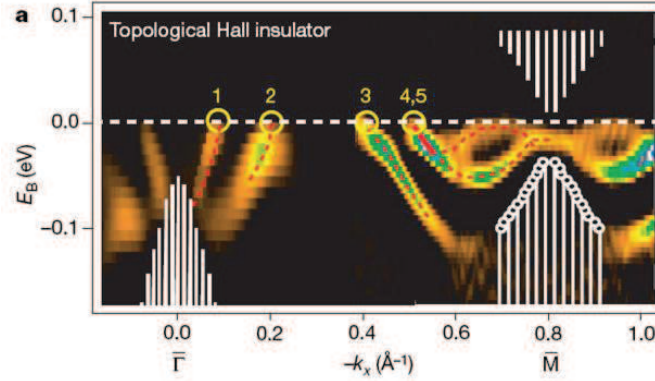 a
0.1
Topological Hall insulator
1
2
3
4,5
0.0
E_B (eV)
−0.1
0.0
0.2
0.4
0.6
0.8
1.0
Γ̅
−k_x (Å⁻¹)
M̅